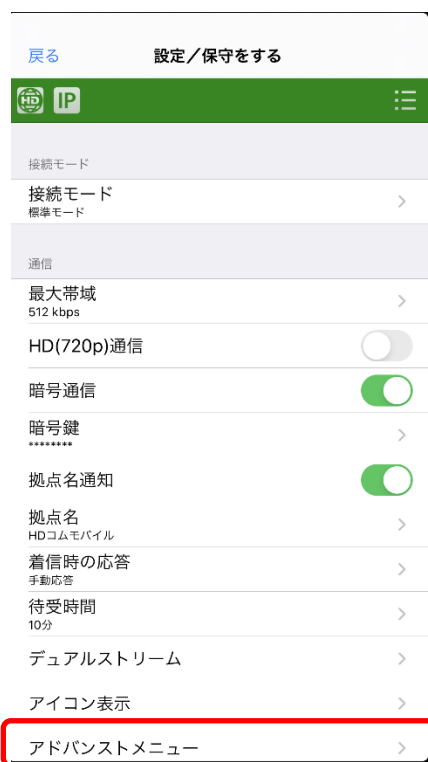 戻る 設定／保守をする
HD IP
接続モード
接続モード
標準モード
通信
最大帯域
512 kbps
HD(720p)通信
暗号通信
暗号鍵
********
拠点名通知
拠点名
HDコムモバイル
着信時の応答
手動応答
待受時間
10分
デュアルストリーム
アイコン表示
アドバンストメニュー